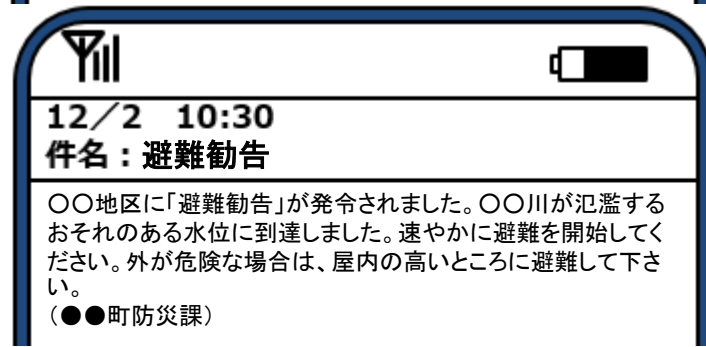 12／2　10:30
件名：避難勧告
〇〇地区に「避難勧告」が発令されました。〇〇川が氾濫する
おそれのある水位に到達しました。速やかに避難を開始してく
ださい。外が危険な場合は、屋内の高いところに避難して下さ
い。
（●●町防災課）